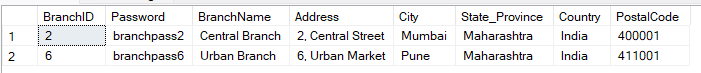 BranchID Password BranchName Address City State_Province Country PostalCode
1 2 branchpass2 Central Branch 2, Central Street Mumbai Maharashtra India 400001
2 6 branchpass6 Urban Branch 6, Urban Market Pune Maharashtra India 411001